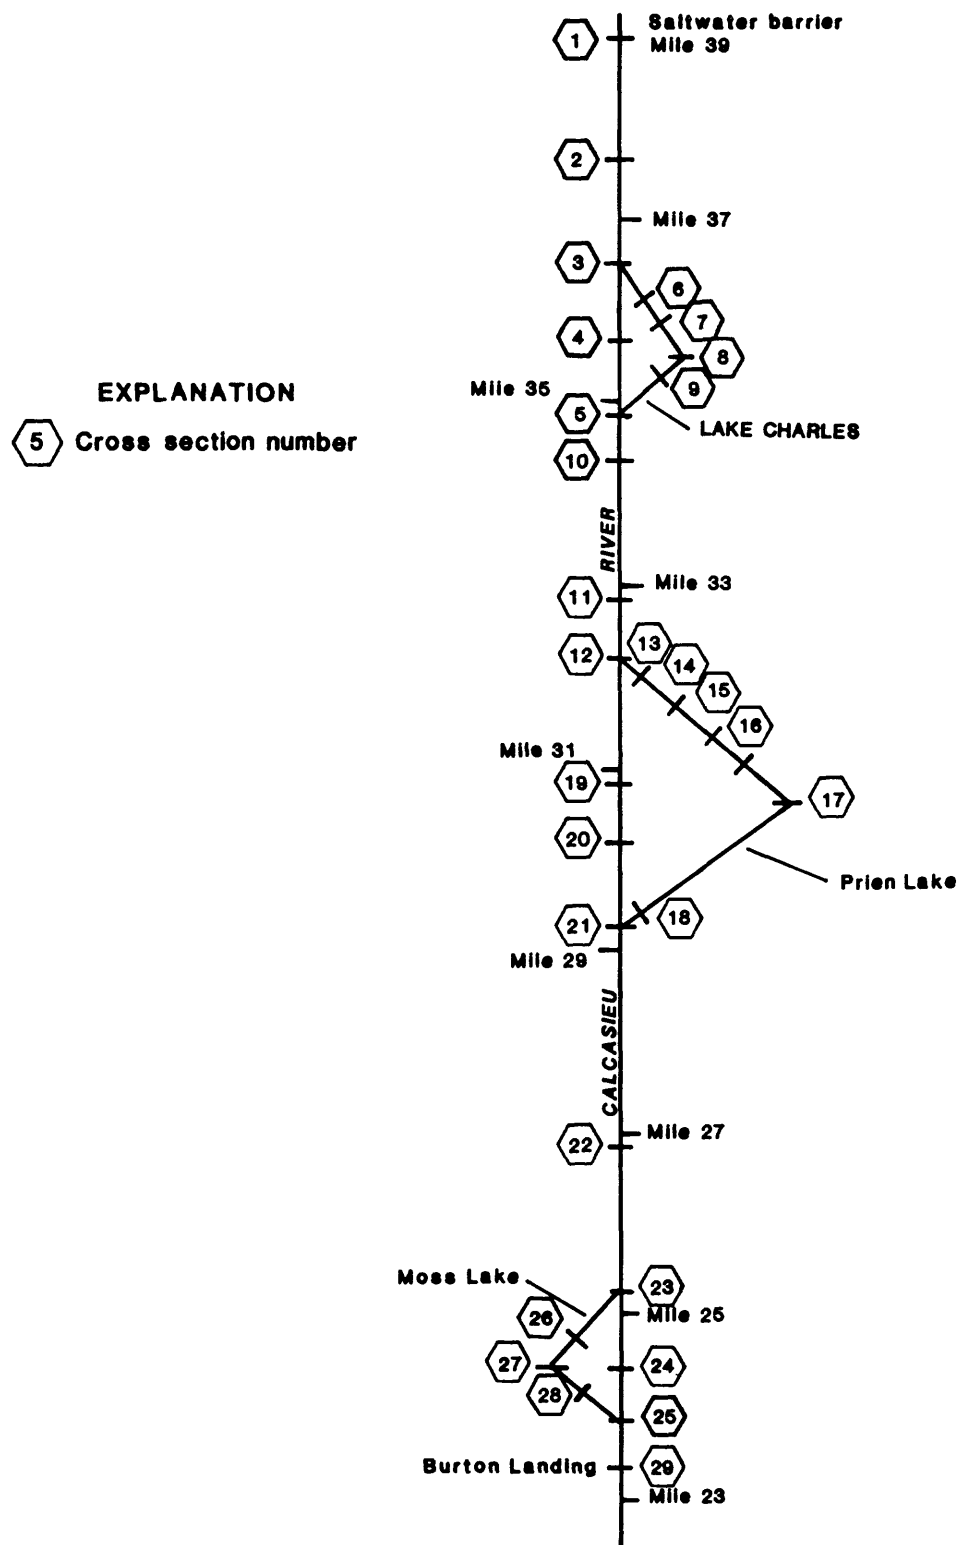 Saltwater barrier
1
Mile 39
2
Mile 37
3
6
7
4
8
9
Mile 35
5
LAKE CHARLES
EXPLANATION
5 Cross section number
10
RIVER
Mile 33
11
12
13
14
15
16
Mile 31
19
17
20
Prien Lake
21
18
Mile 29
CALCASIEU
Mile 27
22
Moss Lake
23
26
Mile 25
27
24
28
25
Burton Landing
29
Mile 23